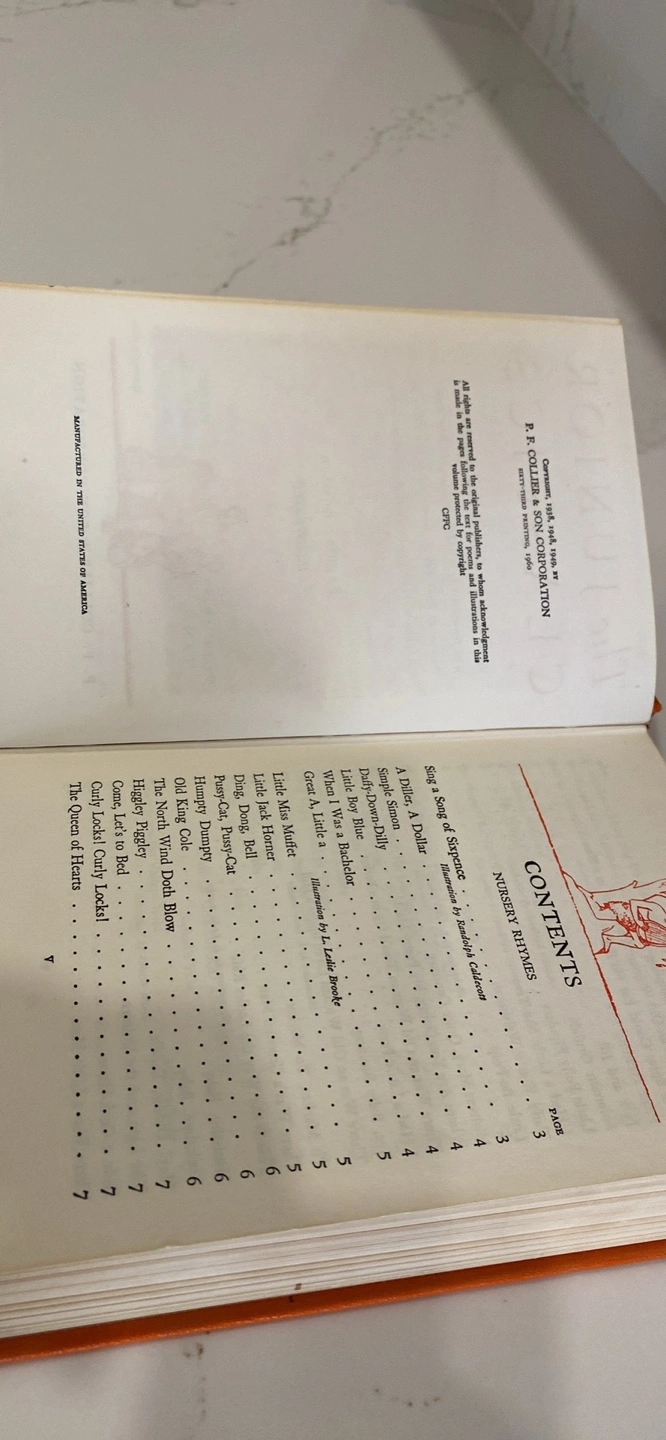 Copyright, 1938, 1948, 1949, by
P. F. COLLIER & SON CORPORATION
SIXTY-THIRD PRINTING, 1960
All rights are reserved to the original publishers, to whom acknowledgment
is made in the pages following the text for poems and illustrations in this
volume protected by copyright
CFFG
MANUFACTURED IN THE UNITED STATES OF AMERICA
CONTENTS
PAGE
NURSERY RHYMES . . . . . . . . 3
Sing a Song of Sixpence . . . . . . . . 3
Illustration by Randolph Caldecott
A Diller, A Dollar . . . . . . . . 4
Simple Simon . . . . . . . . 4
Daffy-Down-Dilly . . . . . . . . 4
Little Boy Blue . . . . . . . . 4
When I Was a Bachelor . . . . . . . . 5
Great A, Little a . . . . . . . . 5
Illustration by L. Leslie Brooke
Little Miss Muffet . . . . . . . . 5
Little Jack Horner . . . . . . . . 5
Ding, Dong, Bell . . . . . . . . 6
Pussy-Cat, Pussy-Cat . . . . . . . . 6
Humpty Dumpty . . . . . . . . 6
Old King Cole . . . . . . . . 6
The North Wind Doth Blow . . . . . . . . 7
Higgley Piggley . . . . . . . . 7
Come, Let's to Bed . . . . . . . . 7
Curly Locks! Curly Locks! . . . . . . . . 7
The Queen of Hearts . . . . . . . . 7
v